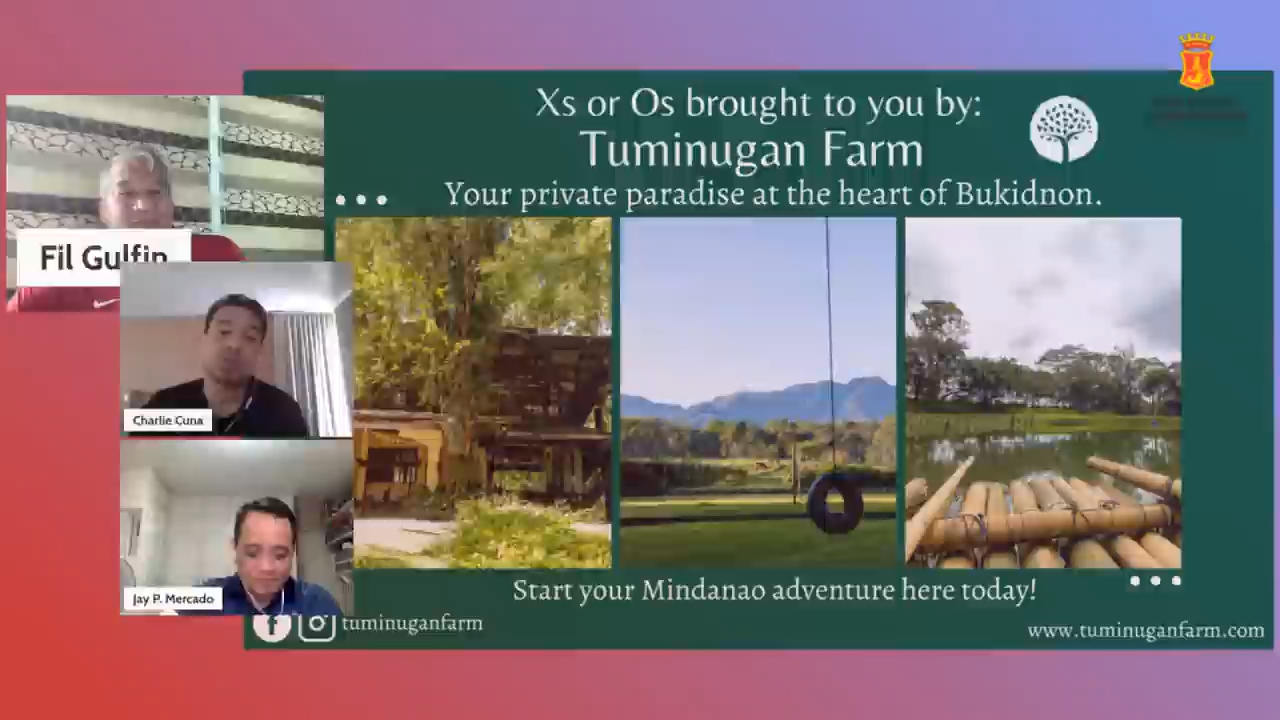 Xs or Os brought to you by:
Tuminugan Farm
Your private paradise at the heart of Bukidnon.
Fil Gulfin
Charlie Cuna
Jay P. Mercado
Start your Mindanao adventure here today!
tuminuganfarm
www.tuminuganfarm.com